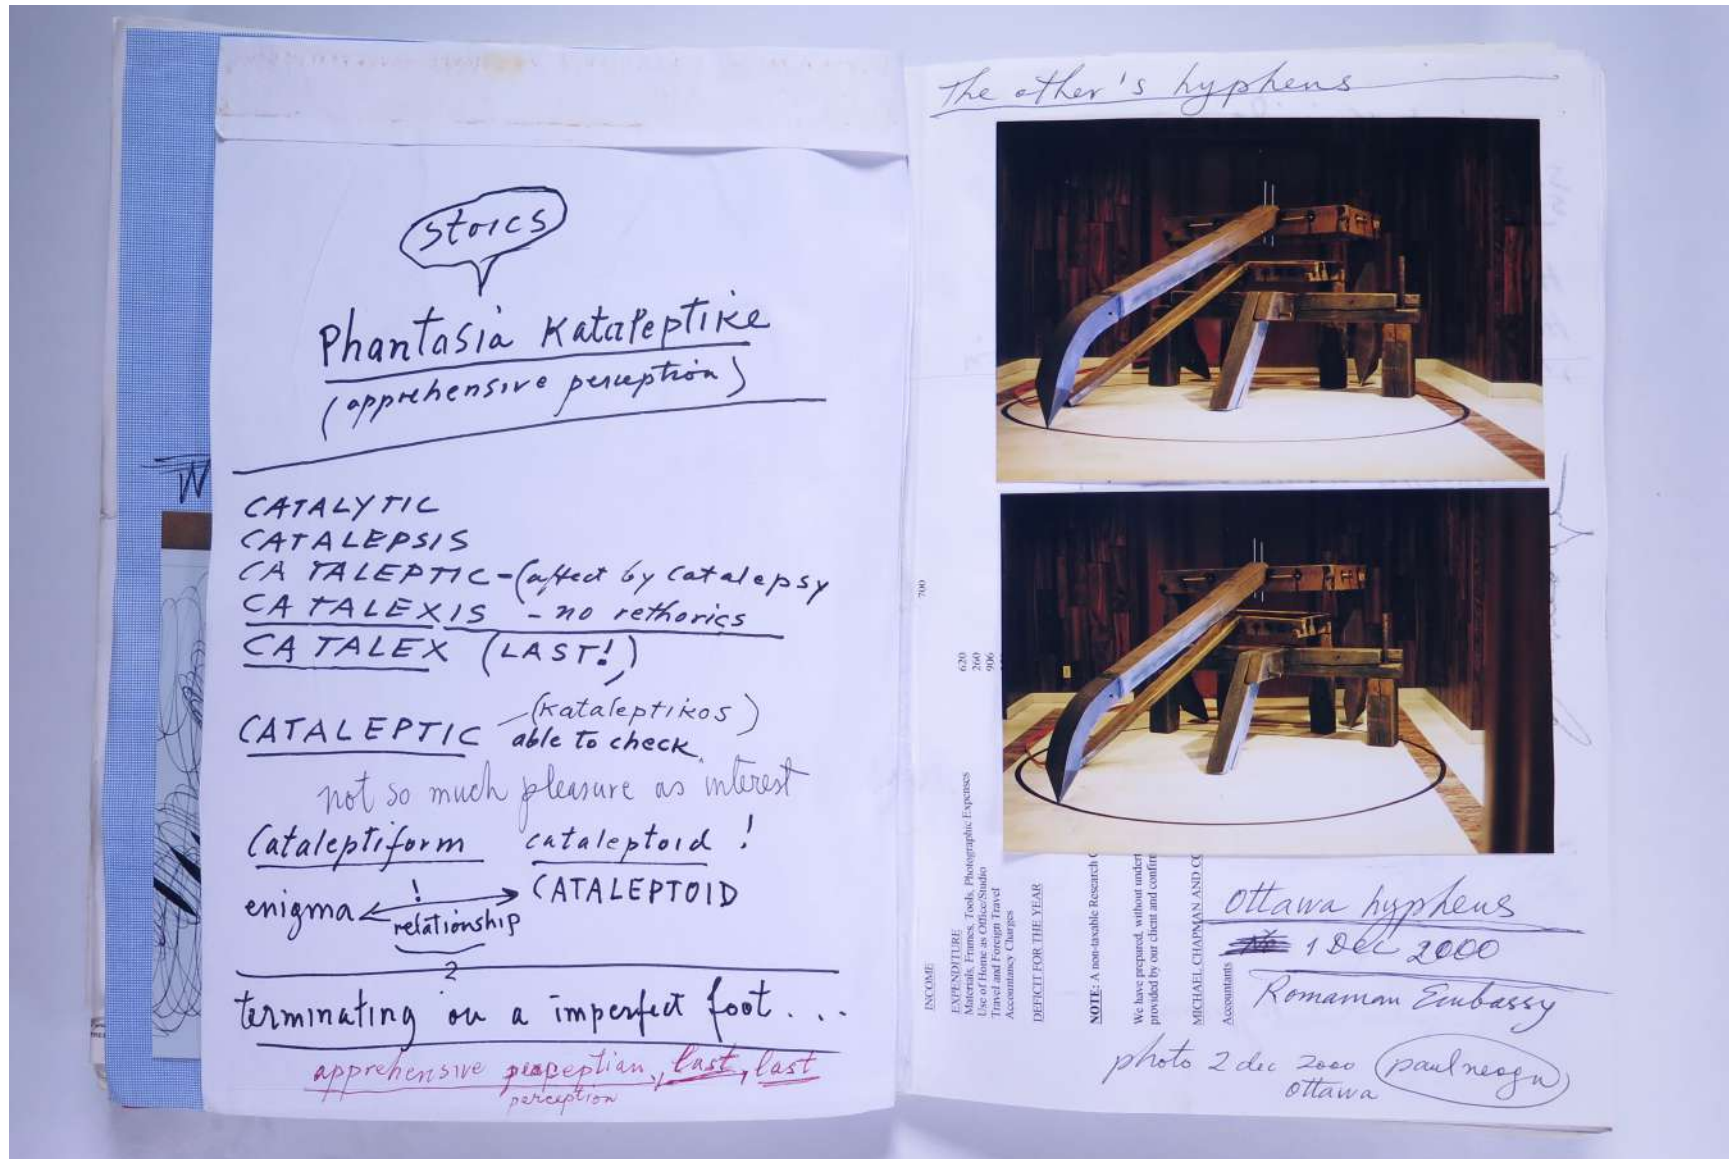 stoics
Phantasia Kataleptike
(apprehensive perception)
CATALYTIC
CATALEPSIS
CATALEPTIC - (affect by catalepsy
CATALEXIS - no rethorics
CATALEX (LAST!)
CATALEPTIC - (kataleptikos)
able to check
not so much pleasure as interest
Cataleptiform cataleptoid !
!
enigma CATALEPTOID
relationship
2
terminating on a imperfect foot...
apprehensive last, last
perception
W
The other's hyphens
700
620
260
906
INCOME
EXPENDITURE
Materials, Frames, Tools, Photographic Expenses
Use of Home as Office/Studio
Travel and Foreign Travel
Accountancy Charges
DEFICIT FOR THE YEAR
NOTE: A non-taxable Research
We have prepared, without
provided by our client and
MICHAEL CHAPMAN AND
Accountants
Ottawa hyphens
1 Dec 2000
Romanian Embassy
photo 2 dec 2000 paul neagu
Ottawa